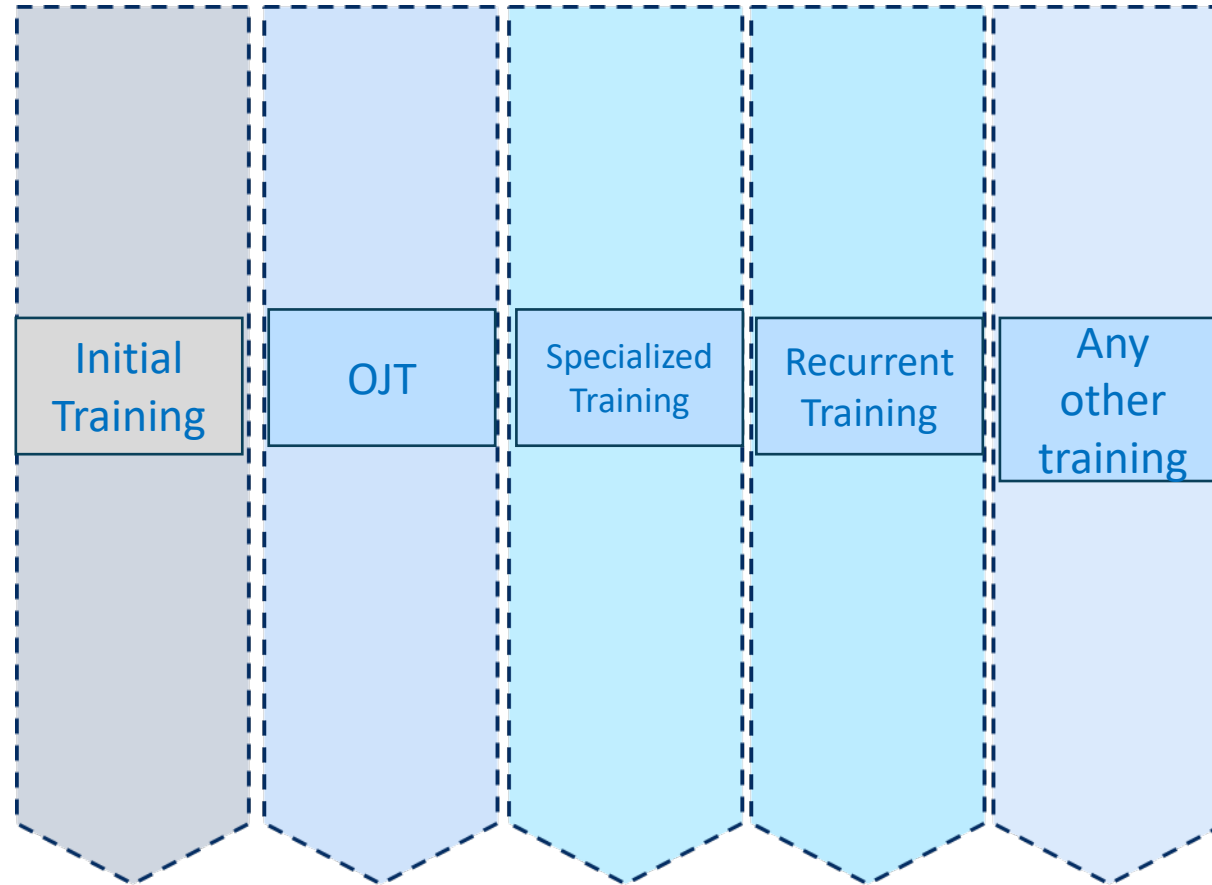 Initial
Training
OJT
Specialized
Training
Recurrent
Training
Any
other
training